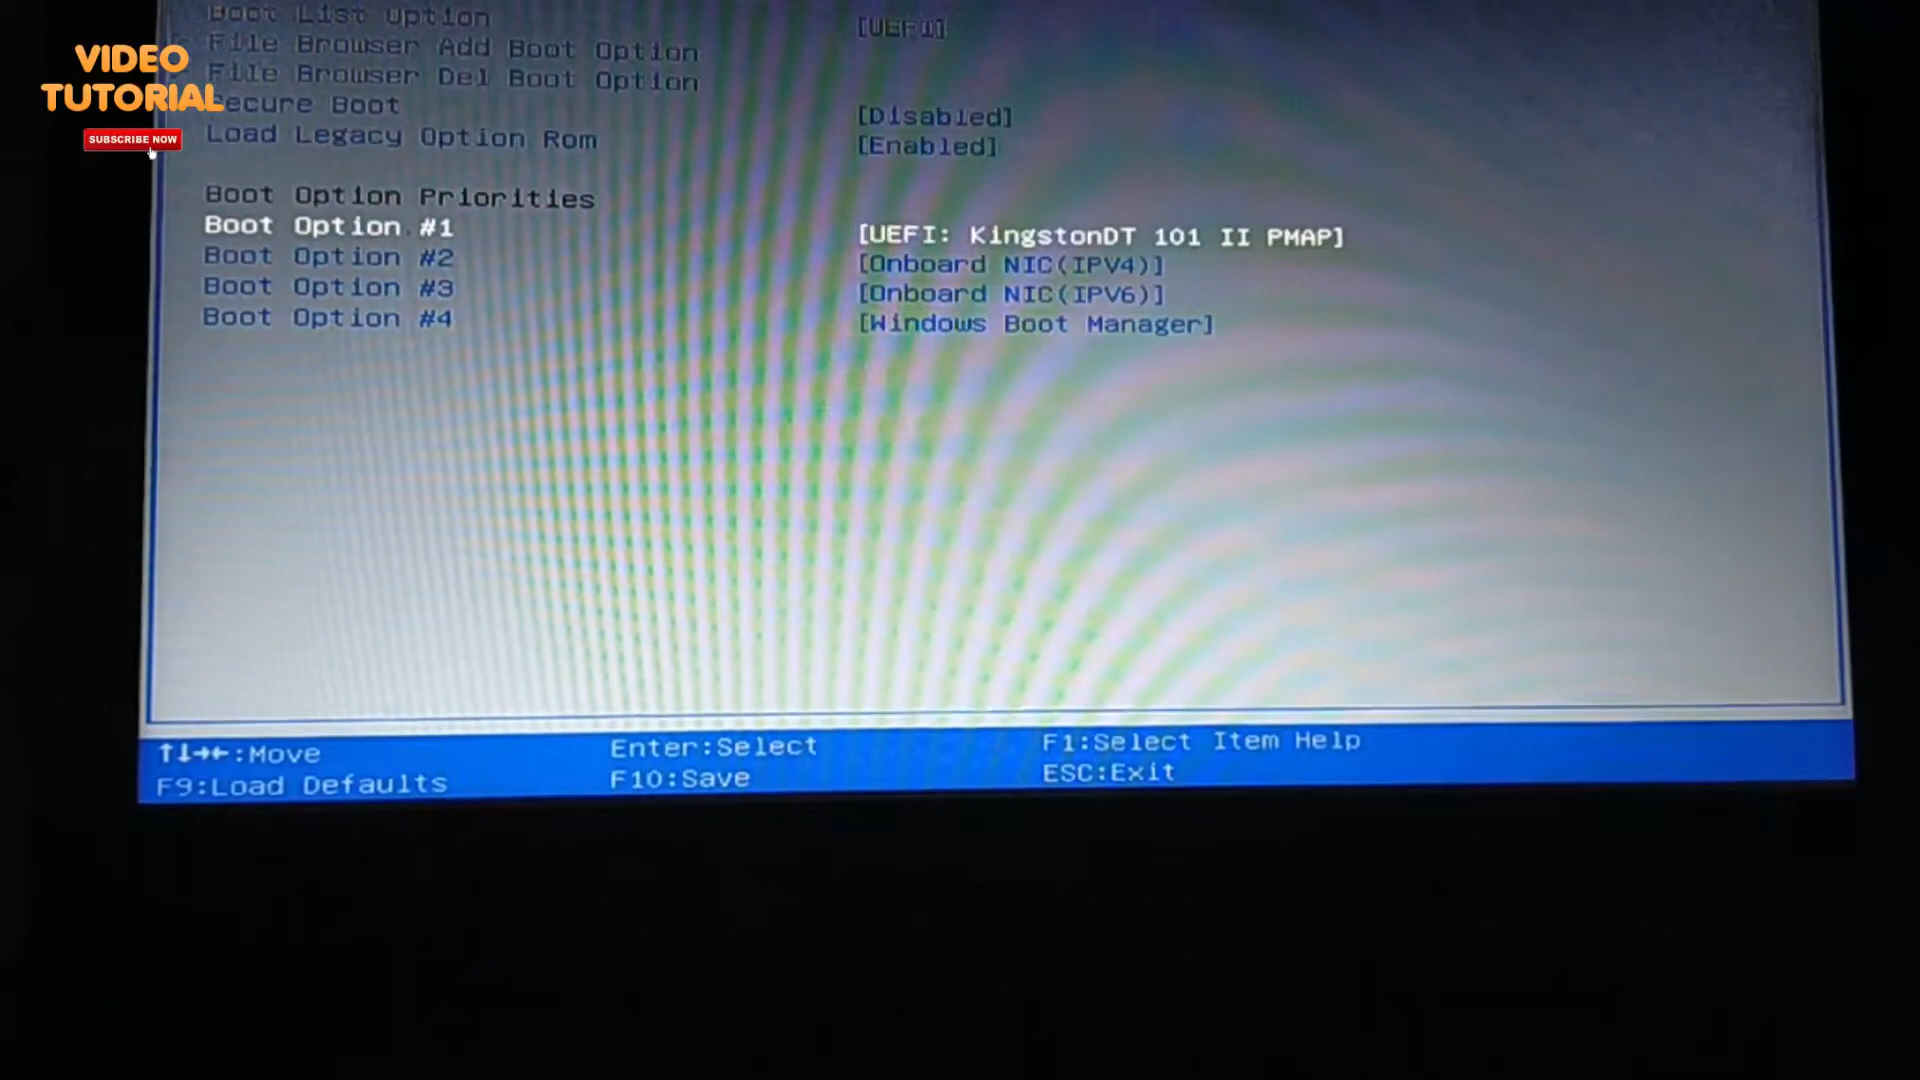 VIDEO
TUTORIAL
SUBSCRIBE NOW
Boot List Option [UEFI]
File Browser Add Boot Option
File Browser Del Boot Option
ecure Boot [Disabled]
Load Legacy Option Rom [Enabled]
Boot Option Priorities
Boot Option #1 [UEFI: KingstonDT 101 II PMAP]
Boot Option #2 [Onboard NIC(IPV4)]
Boot Option #3 [Onboard NIC(IPV6)]
Boot Option #4 [Windows Boot Manager]
↑↓→←:Move Enter:Select F1:Select Item Help
F9:Load Defaults F10:Save ESC:Exit